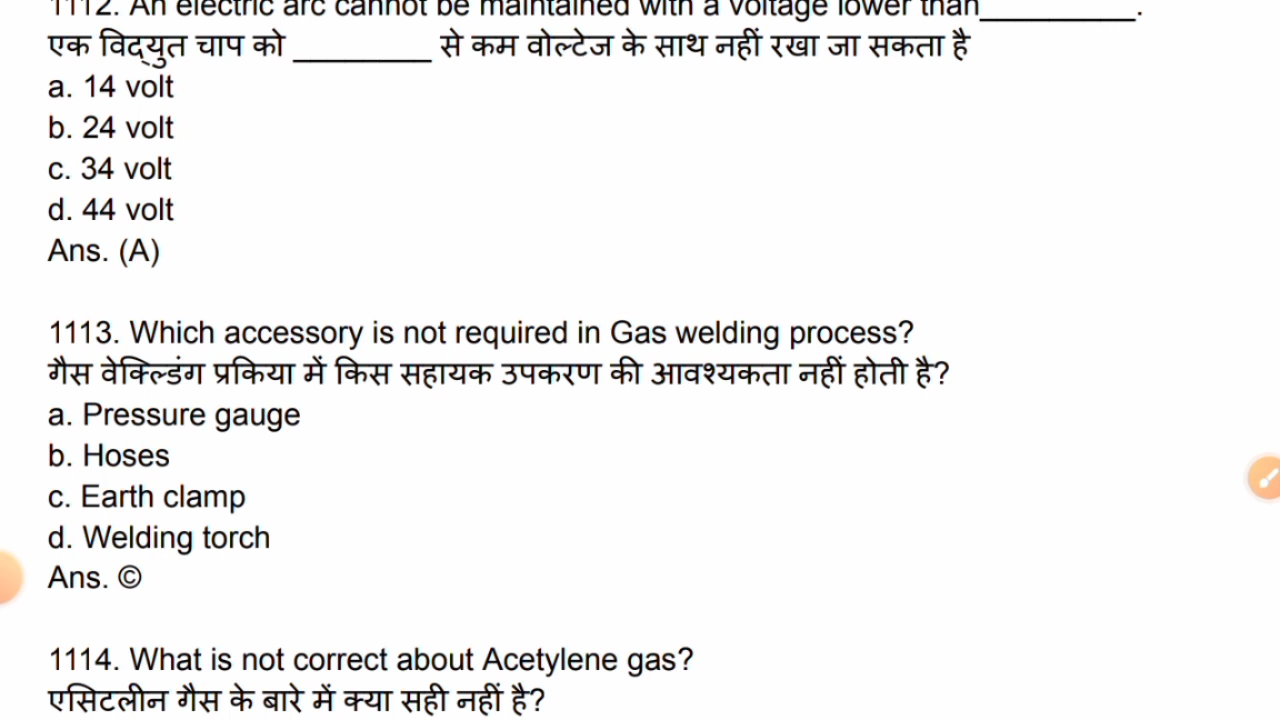 1112. An electric arc cannot be maintained with a voltage lower than_________.
एक विद्युत चाप को ________ से कम वोल्टेज के साथ नहीं रखा जा सकता है
a. 14 volt
b. 24 volt
c. 34 volt
d. 44 volt
Ans. (A)
1113. Which accessory is not required in Gas welding process?
गैस वेक्ल्डिंग प्रकिया में किस सहायक उपकरण की आवश्यकता नहीं होती है?
a. Pressure gauge
b. Hoses
c. Earth clamp
d. Welding torch
Ans. ©
1114. What is not correct about Acetylene gas?
एसिटलीन गैस के बारे में क्या सही नहीं है?